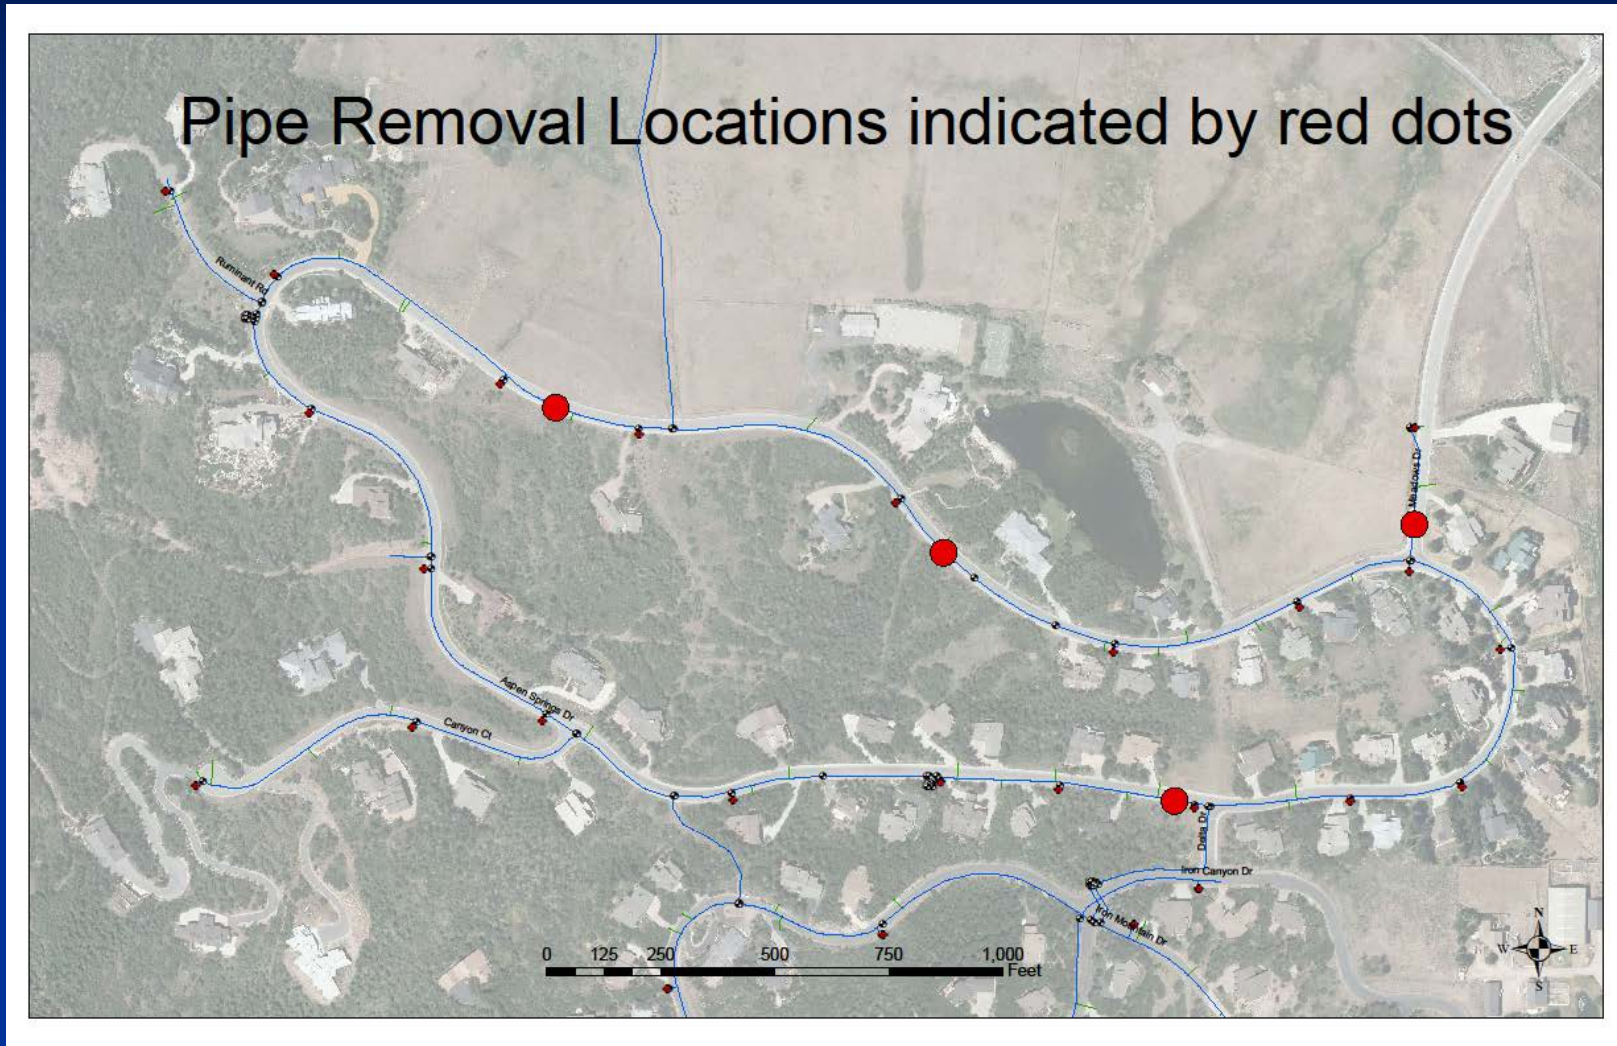 Pipe Removal Locations indicated by red dots
Ruminant Rd
Meadows Dr
Aspen Springs Dr
Canyon Ct
Delta Dr
Iron Canyon Dr
Iron Mountain Dr
0 125 250 500 750 1,000
Feet
N
W E
S